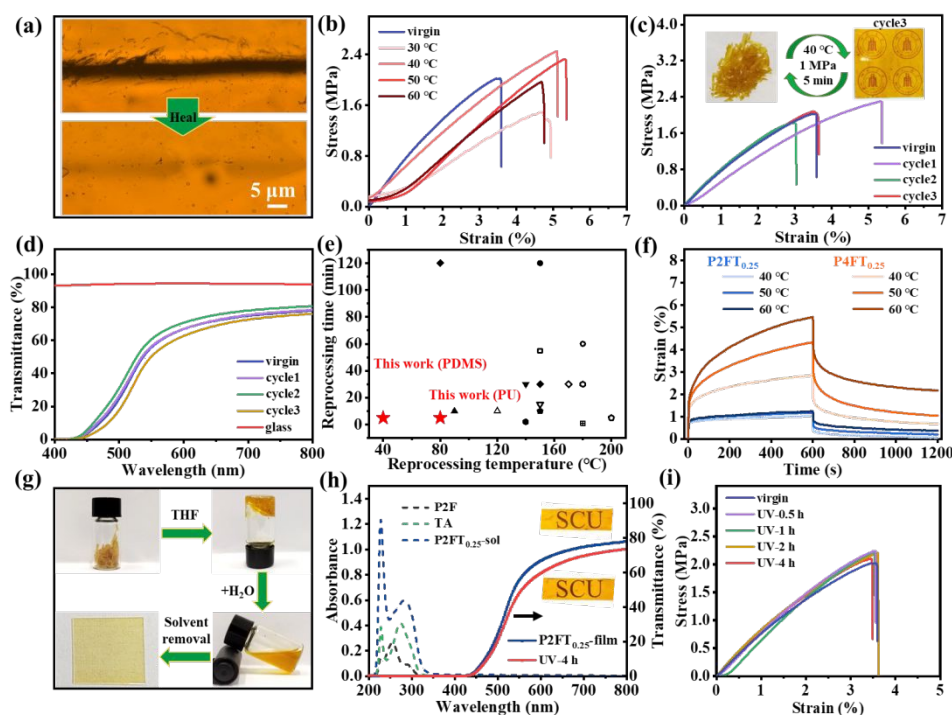 (a)
Heal
5 μm
(b)
Stress (MPa)
2.4
1.8
1.2
0.6
0.0
virgin
30 °C
40 °C
50 °C
60 °C
0 1 2 3 4 5 6 7
Strain (%)
(c)
Stress (MPa)
4.2
3.5
2.8
2.1
1.4
0.7
0.0
40 °C
1 MPa
5 min
cycle3
virgin
cycle1
cycle2
cycle3
0 1 2 3 4 5 6 7
Strain (%)
(d)
Transmittance (%)
100
80
60
40
20
0
virgin
cycle1
cycle2
cycle3
glass
400 500 600 700 800
Wavelength (nm)
(e)
Reprocessing time (min)
120
100
80
60
40
20
0
This work (PDMS)
This work (PU)
40 60 80 100 120 140 160 180 200
Reprocessing temperature (°C)
(f)
Strain (%)
8
7
6
5
4
3
2
1
0
P2FT0.25 P4FT0.25
40 °C 40 °C
50 °C 50 °C
60 °C 60 °C
0 200 400 600 800 1000 1200
Time (s)
(g)
THF
+H2O
Solvent
removal
(h)
Absorbance
1.4
1.2
1.0
0.8
0.6
0.4
0.2
0.0
P2F
TA
P2FT0.25-sol
SCU
SCU
P2FT0.25-film
UV-4 h
100
80
60
40
20
0
Transmittance (%)
200 300 400 500 600 700 800
Wavelength (nm)
(i)
Stress (MPa)
3.0
2.5
2.0
1.5
1.0
0.5
0.0
virgin
UV-0.5 h
UV-1 h
UV-2 h
UV-4 h
0 1 2 3 4 5
Strain (%)